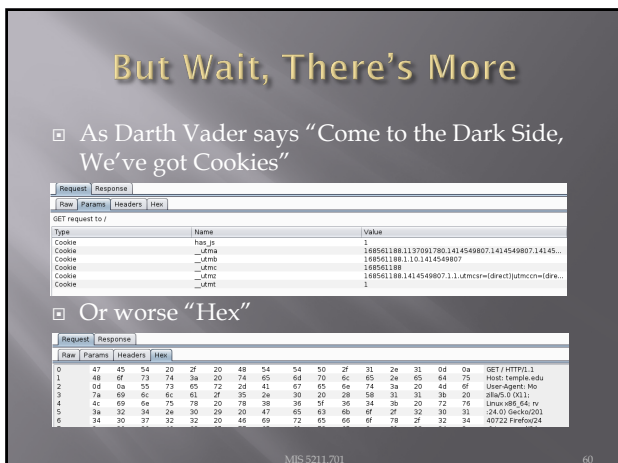 But Wait, There's More
As Darth Vader says “Come to the Dark Side,
We’ve got Cookies”
Request Response
Raw Params Headers Hex
GET request to /
Type Name Value
Cookie has_js 1
Cookie __utma 168561188.1137091780.1414549807.1414549807.14145...
Cookie __utmb 168561188.1.10.1414549807
Cookie __utmc 168561188
Cookie __utmz 168561188.1414549807.1.1.utmcsr=(direct)|utmccn=(dire...
Cookie __utmt 1
Or worse “Hex”
Request Response
Raw Params Headers Hex
0 47 45 54 20 2f 20 48 54 54 50 2f 31 2e 31 0d 0a GET / HTTP/1.1
1 48 6f 73 74 3a 20 74 65 6d 70 6c 65 2e 65 64 75 Host: temple.edu
2 0d 0a 55 73 65 72 2d 41 67 65 6e 74 3a 20 4d 6f User-Agent: Mo
3 7a 69 6c 6c 61 2f 35 2e 30 20 28 58 31 31 3b 20 zilla/5.0 (X11;
4 4c 69 6e 75 78 20 78 38 36 5f 36 34 3b 20 72 76 Linux x86_64; rv
5 3a 32 34 2e 30 29 20 47 65 63 6b 6f 2f 32 30 31 :24.0) Gecko/201
6 34 30 37 32 32 20 46 69 72 65 66 6f 78 2f 32 34 40722 Firefox/24
MIS 5211.701 60